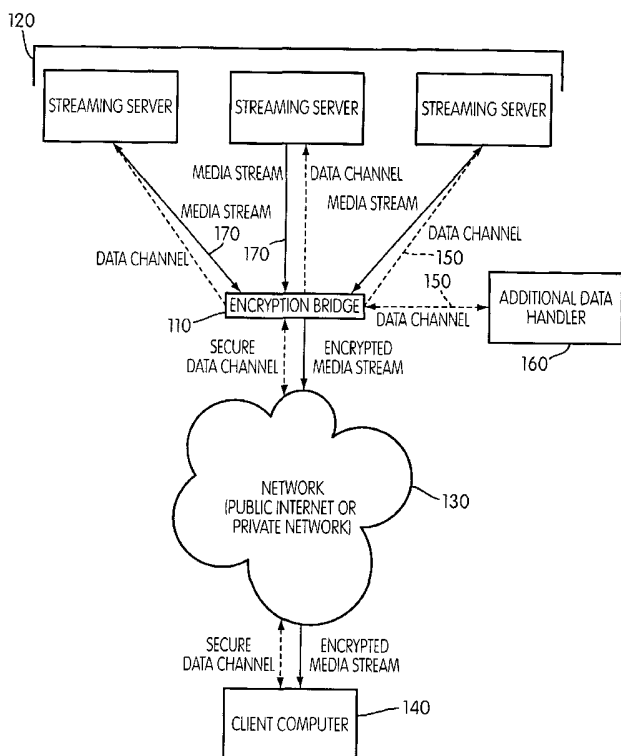 120
STREAMING SERVER
STREAMING SERVER
STREAMING SERVER
MEDIA STREAM
DATA CHANNEL
MEDIA STREAM
MEDIA STREAM
170
170
DATA CHANNEL
DATA CHANNEL
150
150
110
ENCRYPTION BRIDGE
DATA CHANNEL
ADDITIONAL DATA
HANDLER
160
SECURE
DATA CHANNEL
ENCRYPTED
MEDIA STREAM
NETWORK
(PUBLIC INTERNET OR
PRIVATE NETWORK)
130
SECURE
DATA CHANNEL
ENCRYPTED
MEDIA STREAM
CLIENT COMPUTER
140